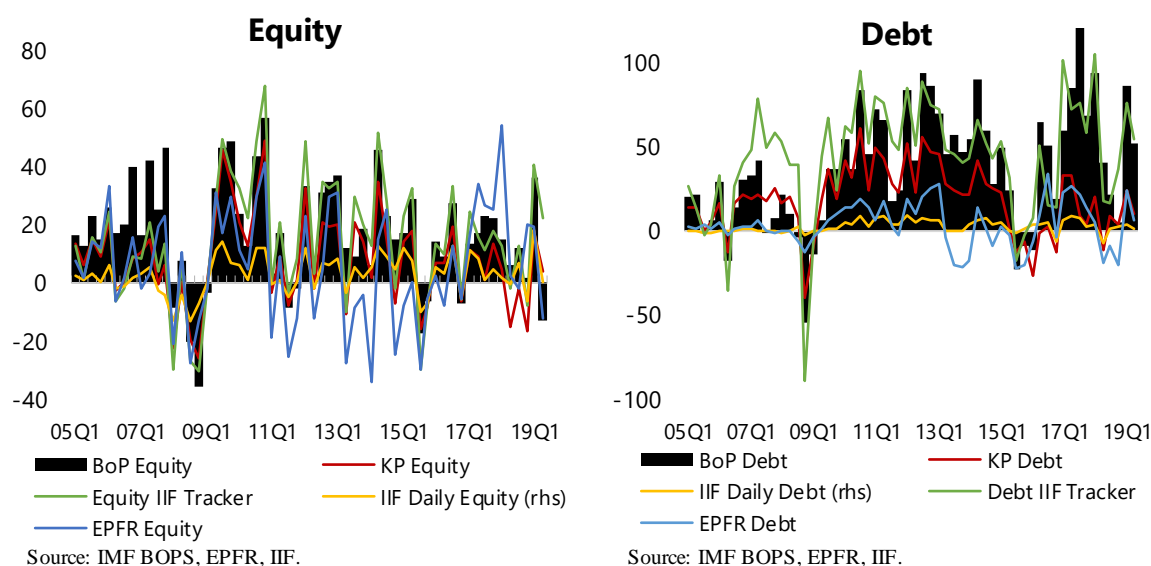 Equity
80
60
40
20
0
-20
-40
05Q1 07Q1 09Q1 11Q1 13Q1 15Q1 17Q1 19Q1
BoP Equity KP Equity
Equity IIF Tracker IIF Daily Equity (rhs)
EPFR Equity
Source: IMF BOPS, EPFR, IIF.
Debt
100
50
0
-50
-100
05Q1 07Q1 09Q1 11Q1 13Q1 15Q1 17Q1 19Q1
BoP Debt KP Debt
IIF Daily Debt (rhs) Debt IIF Tracker
EPFR Debt
Source: IMF BOPS, EPFR, IIF.